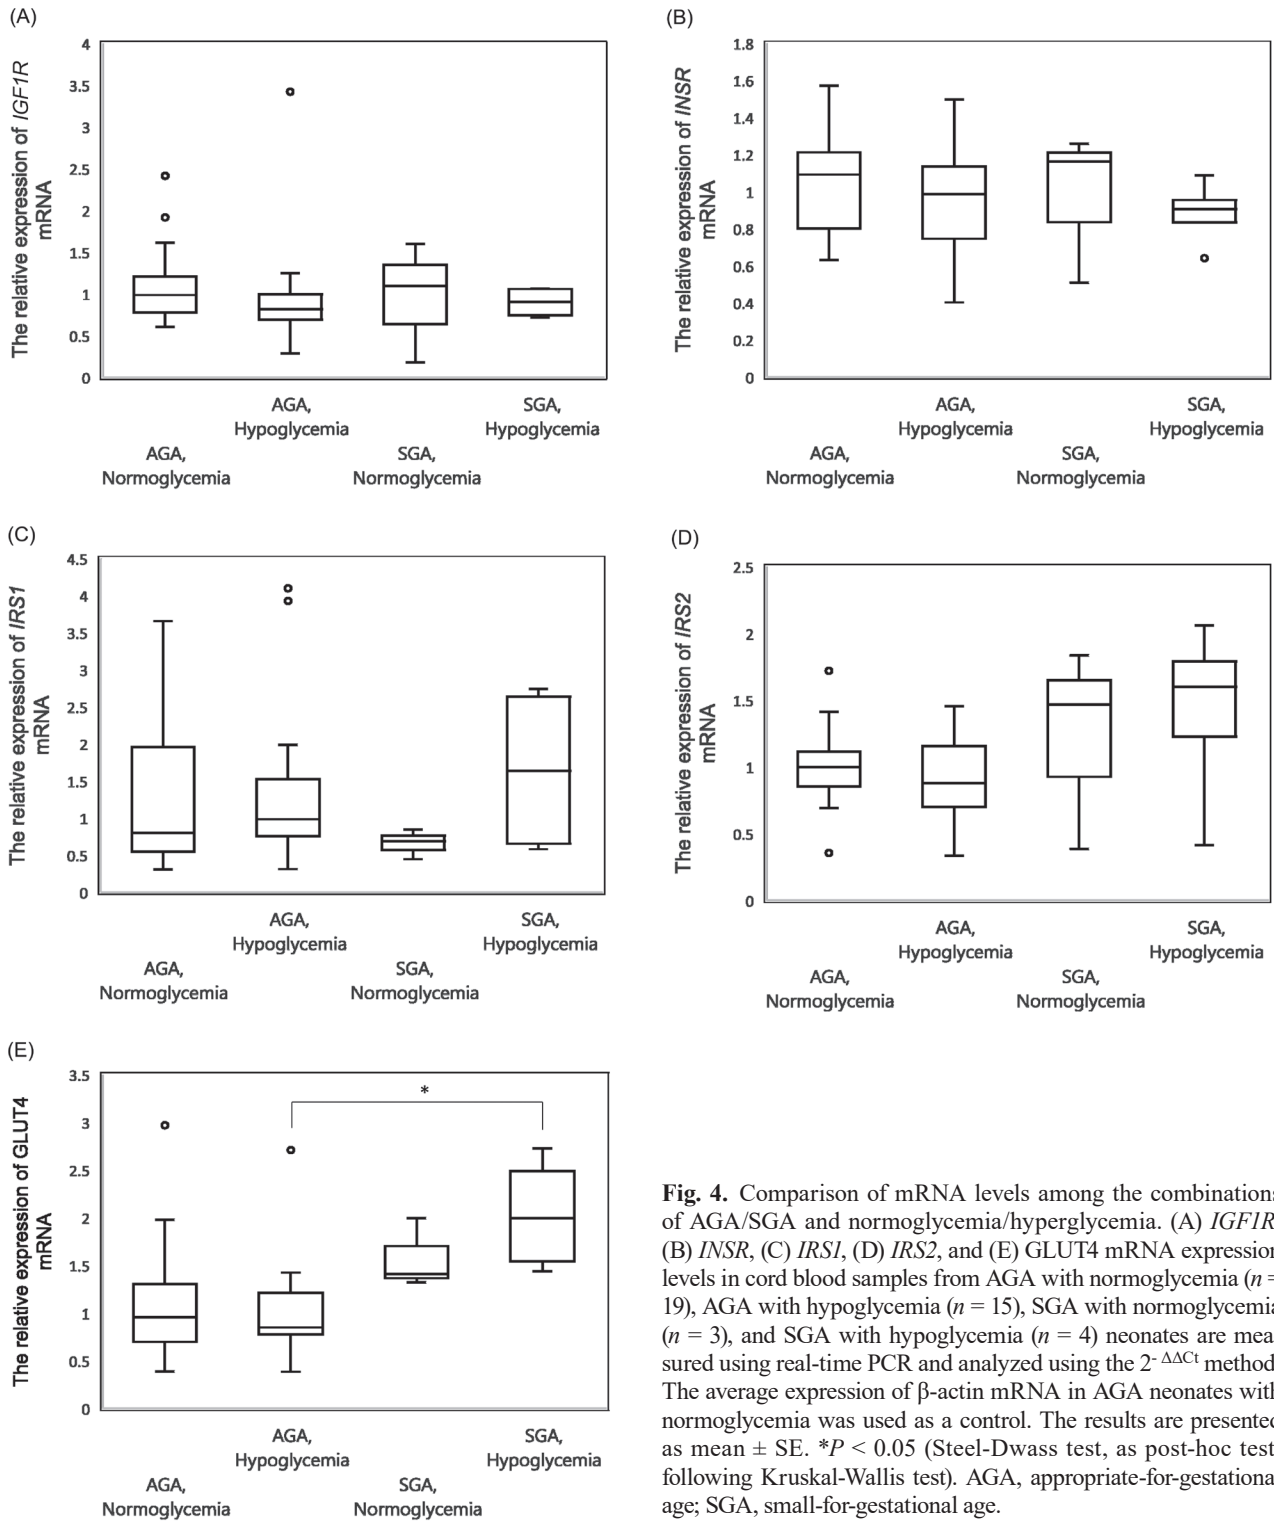 (A)
The relative expression of IGF1R
mRNA
4
3.5
3
2.5
2
1.5
1
0.5
0
AGA,
Hypoglycemia
SGA,
Hypoglycemia
AGA,
Normoglycemia
SGA,
Normoglycemia
(B)
The relative expression of INSR
mRNA
1.8
1.6
1.4
1.2
1
0.8
0.6
0.4
0.2
0
AGA,
Hypoglycemia
SGA,
Hypoglycemia
AGA,
Normoglycemia
SGA,
Normoglycemia
(C)
The relative expression of IRS1
mRNA
4.5
4
3.5
3
2.5
2
1.5
1
0.5
0
AGA,
Hypoglycemia
SGA,
Hypoglycemia
AGA,
Normoglycemia
SGA,
Normoglycemia
(D)
The relative expression of IRS2
mRNA
2.5
2
1.5
1
0.5
0
AGA,
Hypoglycemia
SGA,
Hypoglycemia
AGA,
Normoglycemia
SGA,
Normoglycemia
(E)
The relative expression of GLUT4
mRNA
3.5
3
2.5
2
1.5
1
0.5
0
*
AGA,
Hypoglycemia
SGA,
Hypoglycemia
AGA,
Normoglycemia
SGA,
Normoglycemia
Fig. 4. Comparison of mRNA levels among the combinations
of AGA/SGA and normoglycemia/hyperglycemia. (A) IGF1R
(B) INSR, (C) IRS1, (D) IRS2, and (E) GLUT4 mRNA expression
levels in cord blood samples from AGA with normoglycemia (n =
19), AGA with hypoglycemia (n = 15), SGA with normoglycemia
(n = 3), and SGA with hypoglycemia (n = 4) neonates are mea
sured using real-time PCR and analyzed using the 2- ΔΔCt method
The average expression of β-actin mRNA in AGA neonates with
normoglycemia was used as a control. The results are presented
as mean ± SE. *P < 0.05 (Steel-Dwass test, as post-hoc test
following Kruskal-Wallis test). AGA, appropriate-for-gestationa
age; SGA, small-for-gestational age.